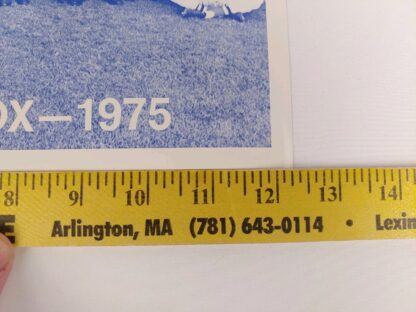 OX—1975
8 9 10 11 12 13 14
E Arlington, MA (781) 643-0114 • Lexin